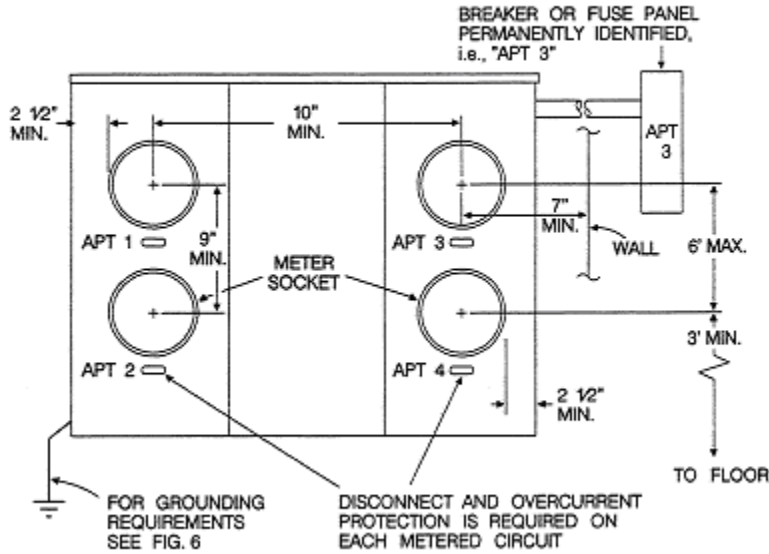 BREAKER OR FUSE PANEL
PERMANENTLY IDENTIFIED,
i.e., "APT 3"
2 1/2"
MIN.
10"
MIN.
APT
3
APT 1
9"
MIN.
APT 3
7"
MIN.
WALL
6' MAX.
METER
SOCKET
3' MIN.
APT 2
APT 4
2 1/2"
MIN.
TO FLOOR
FOR GROUNDING
REQUIREMENTS
SEE FIG. 6
DISCONNECT AND OVERCURRENT
PROTECTION IS REQUIRED ON
EACH METERED CIRCUIT